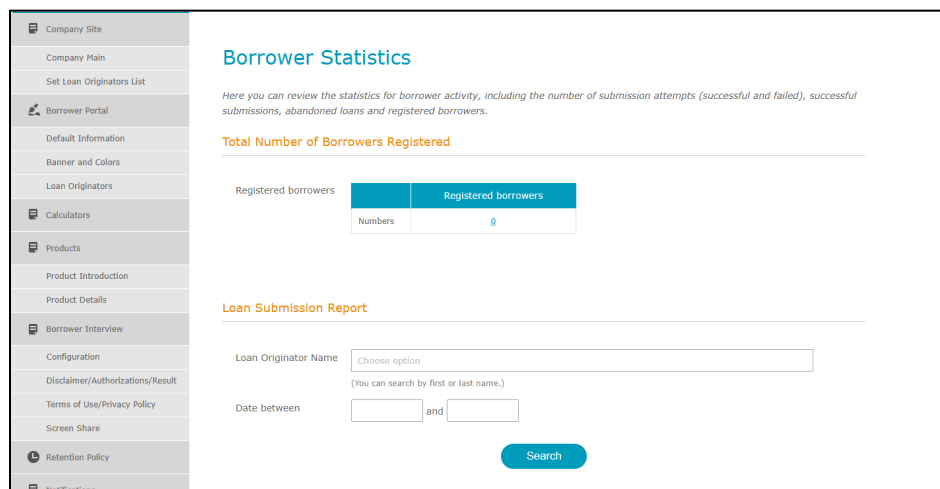 Company Site
Company Main
Set Loan Originators List
Borrower Portal
Default Information
Banner and Colors
Loan Originators
Calculators
Products
Product Introduction
Product Details
Borrower Interview
Configuration
Disclaimer/Authorizations/Result
Terms of Use/Privacy Policy
Screen Share
Retention Policy
Notifications
Borrower Statistics
Here you can review the statistics for borrower activity, including the number of submission attempts (successful and failed), successful
submissions, abandoned loans and registered borrowers.
Total Number of Borrowers Registered
Registered borrowers
Registered borrowers
Numbers 0
Loan Submission Report
Loan Originator Name Choose option
(You can search by first or last name.)
Date between and
Search